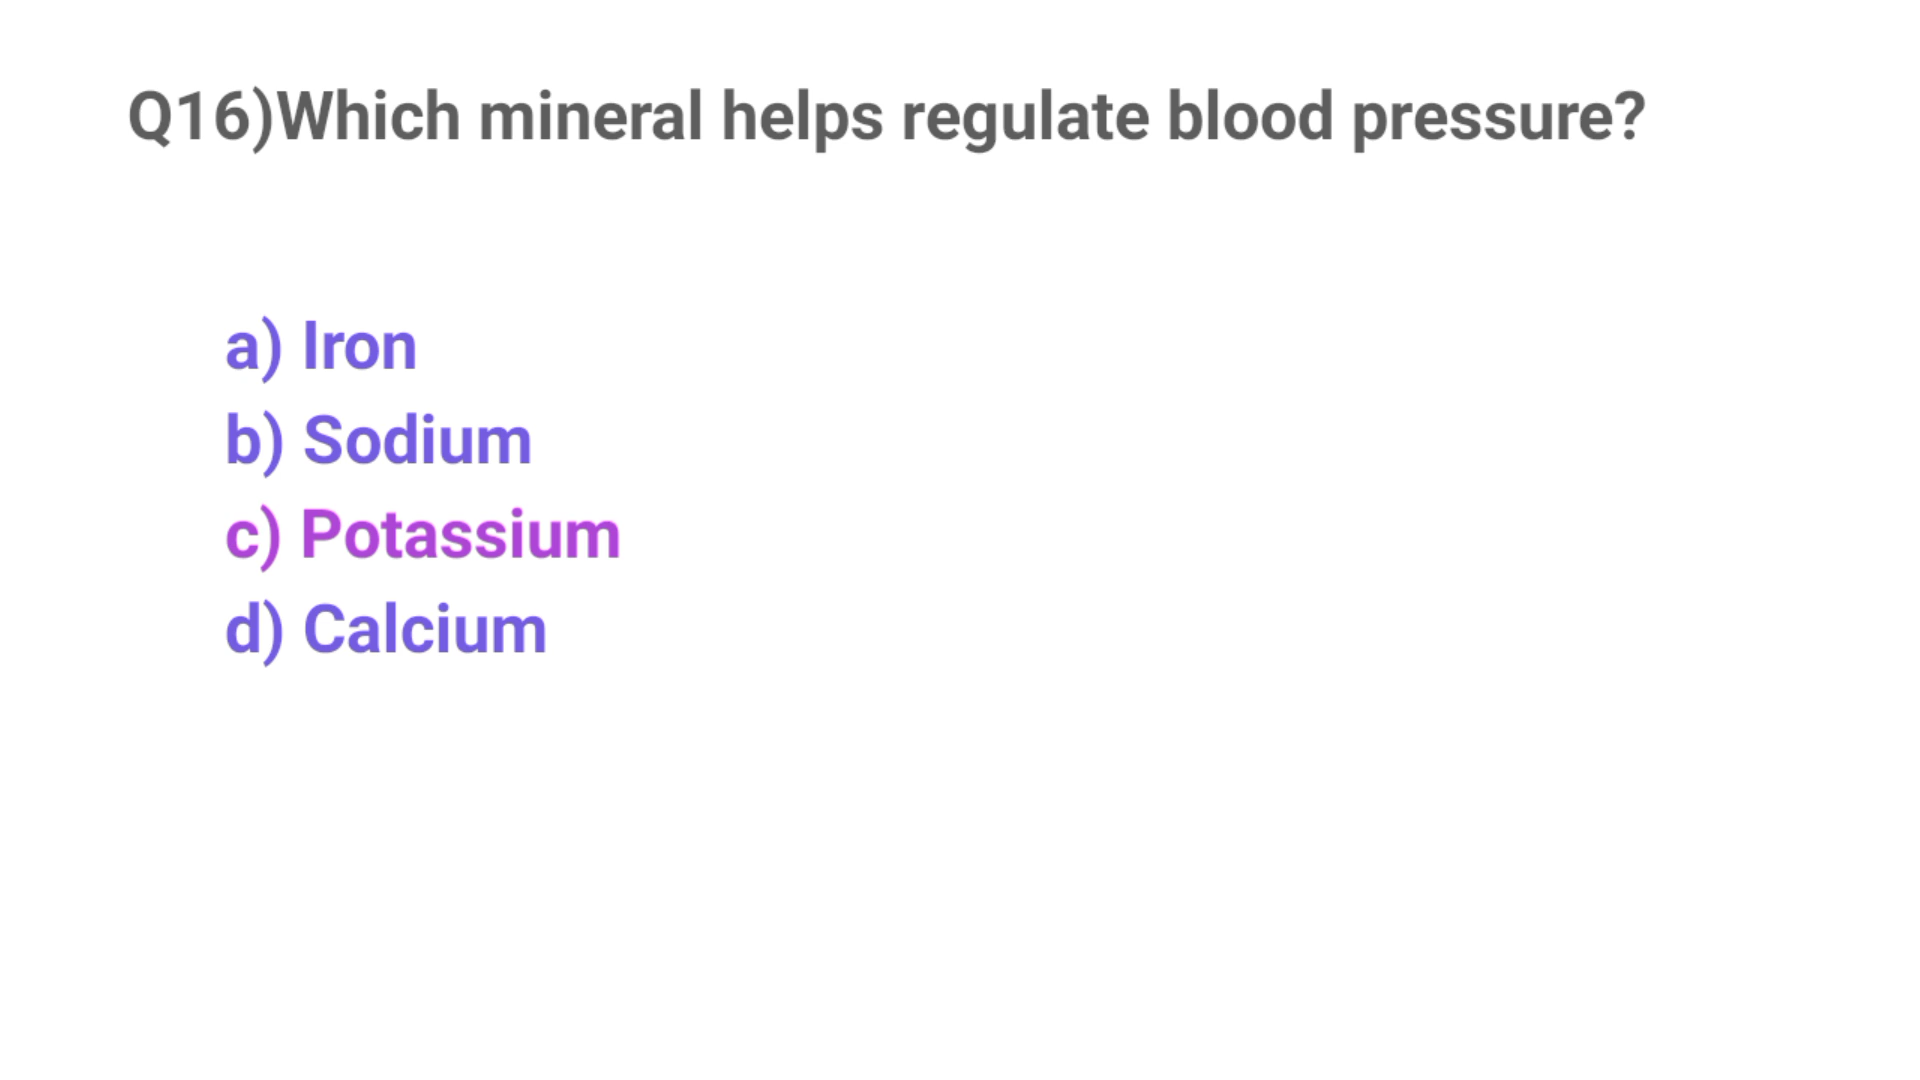 Q16)Which mineral helps regulate blood pressure?
a) Iron
b) Sodium
c) Potassium
d) Calcium